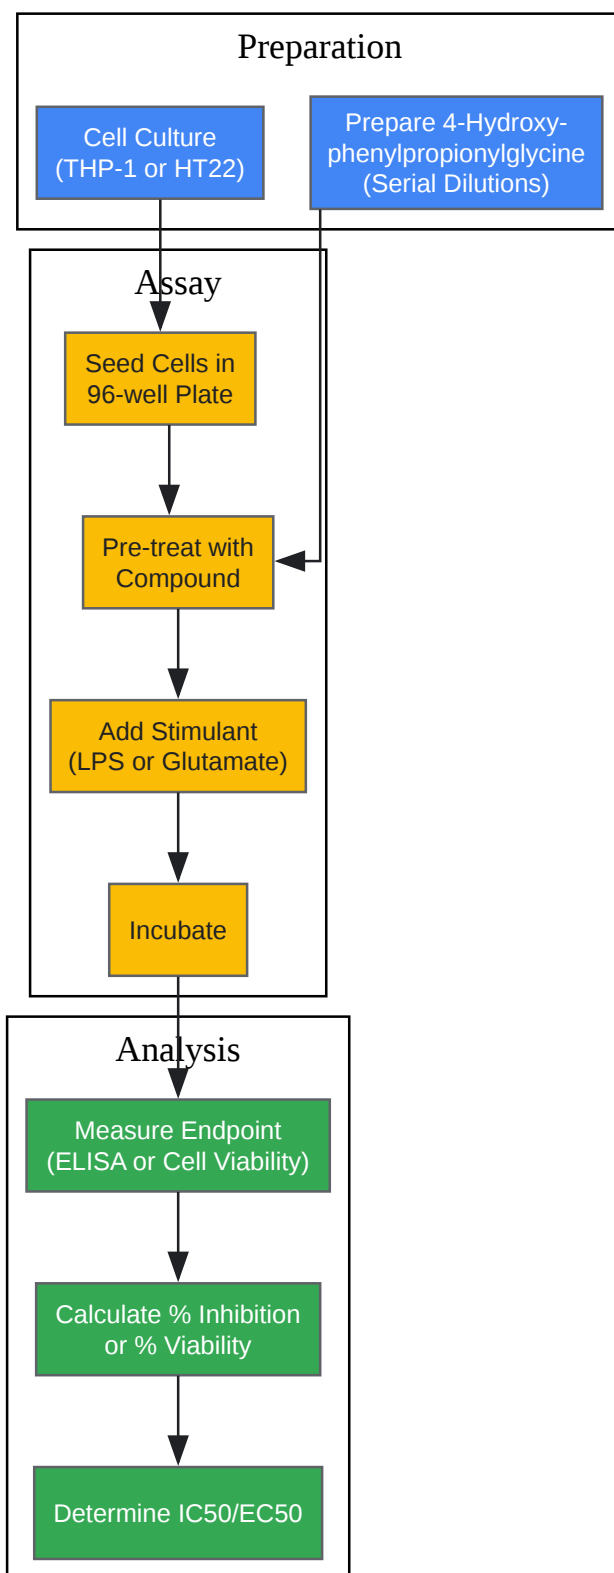 Preparation
Cell Culture
(THP-1 or HT22)
Prepare 4-Hydroxy-
phenylpropionylglycine
(Serial Dilutions)
Assay
Seed Cells in
96-well Plate
Pre-treat with
Compound
Add Stimulant
(LPS or Glutamate)
Incubate
Analysis
Measure Endpoint
(ELISA or Cell Viability)
Calculate % Inhibition
or % Viability
Determine IC50/EC50